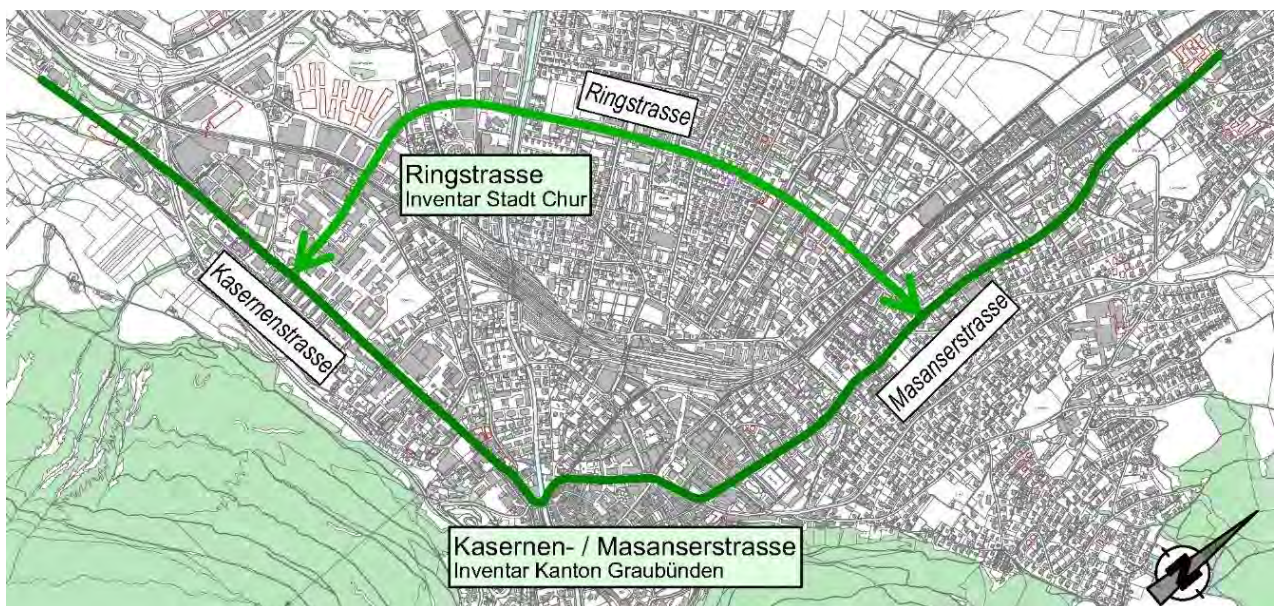 Ringstrasse
Ringstrasse
Inventar Stadt Chur
Kasernenstrasse
Masanserstrasse
Kasernen- / Masanserstrasse
Inventar Kanton Graubünden
N